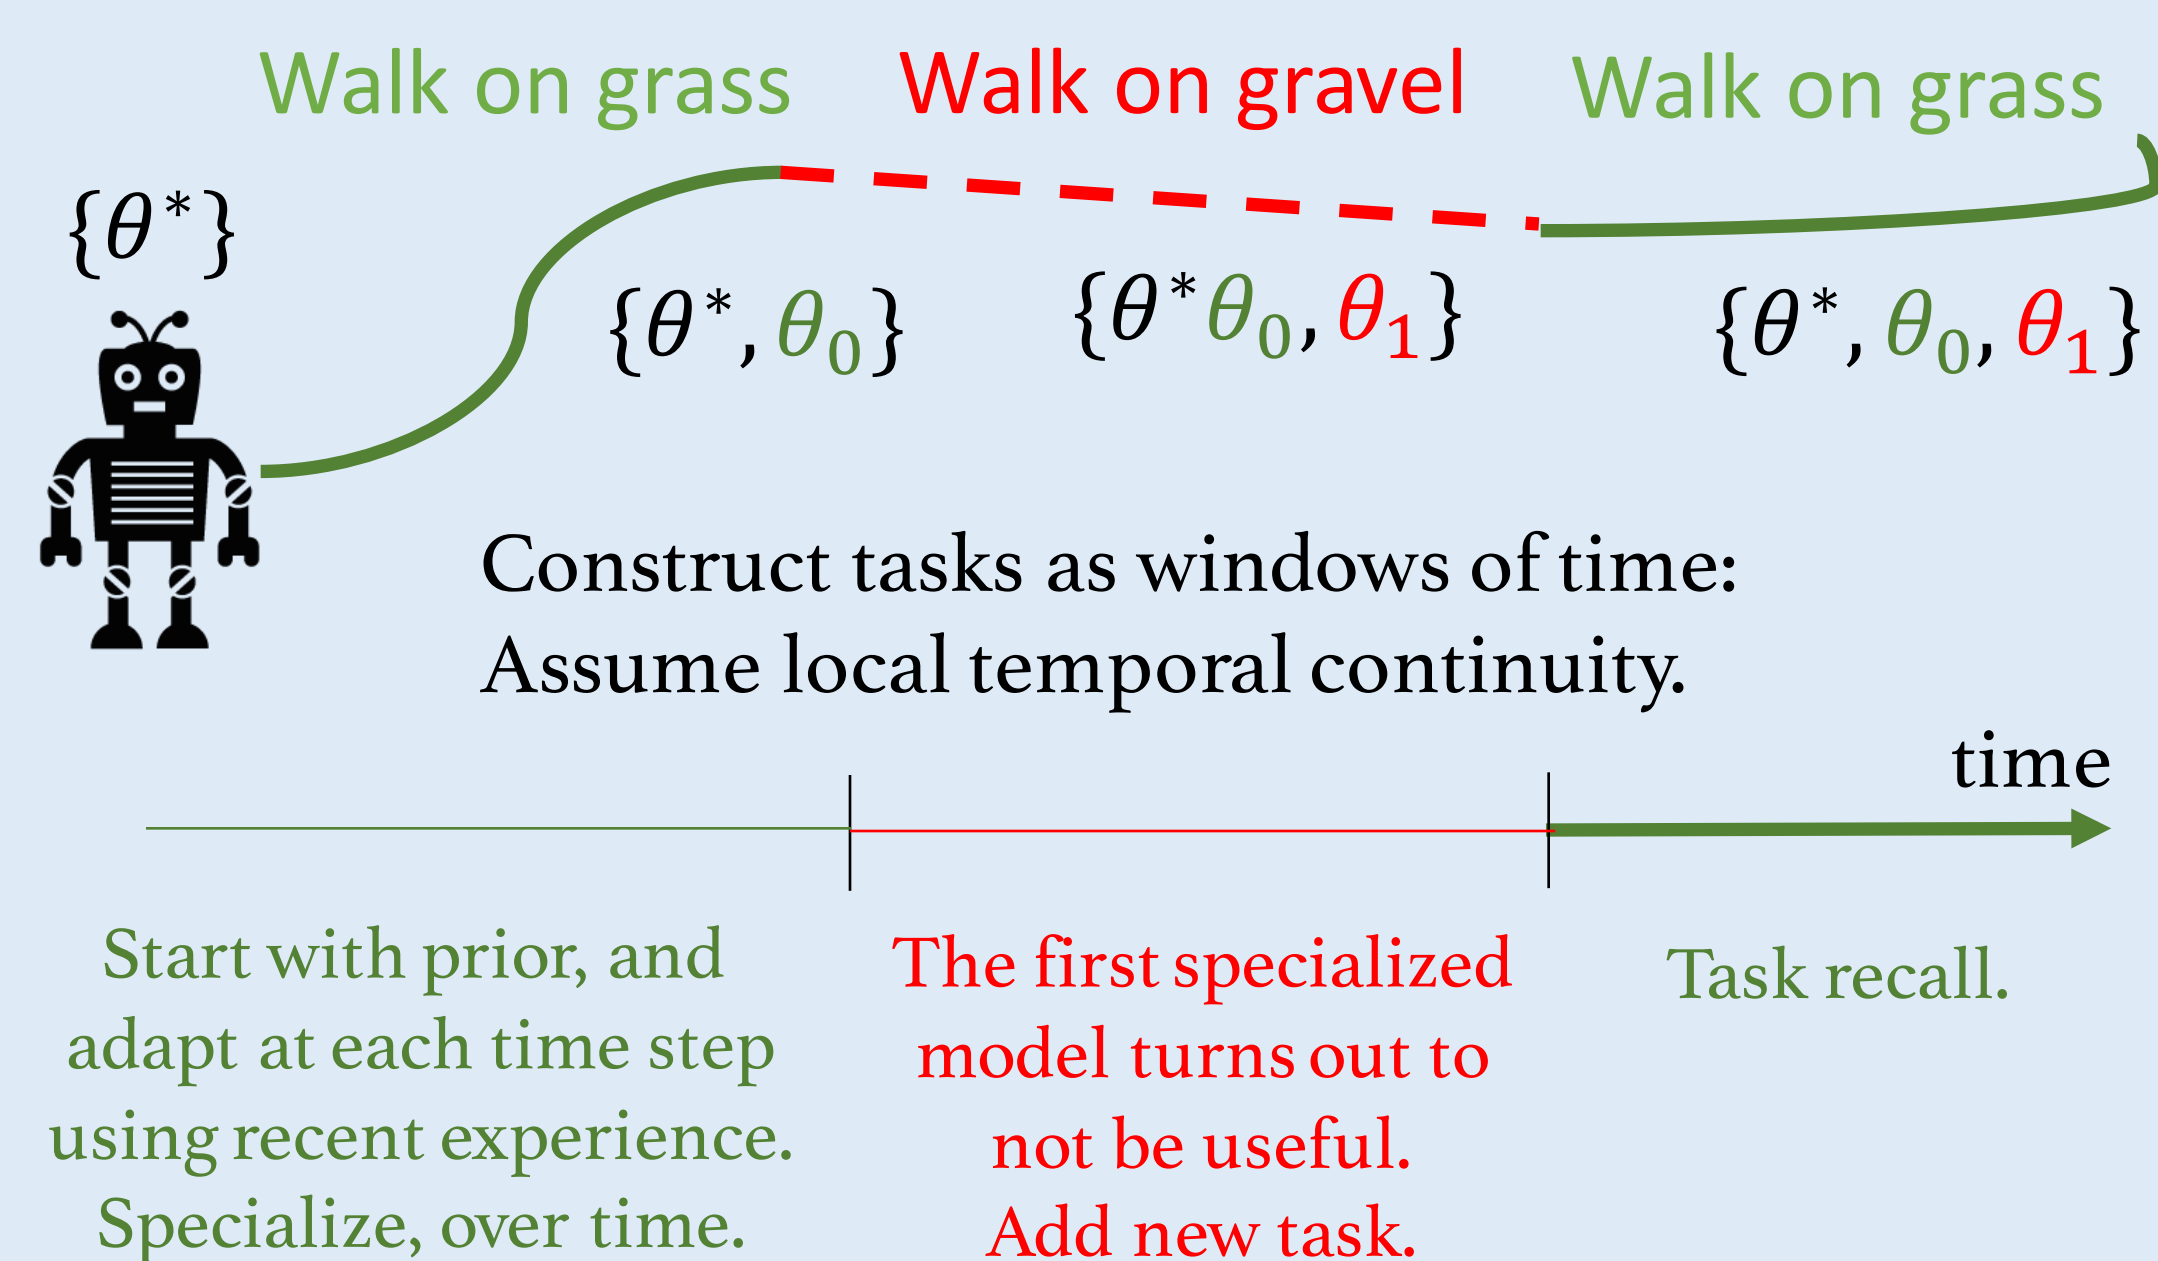 Walk on grass
Walk on gravel
Walk on grass
{θ*}
{θ*, θ₀}
{θ*θ₀, θ₁}
{θ*, θ₀, θ₁}
Construct tasks as windows of time:
Assume local temporal continuity.
time
Start with prior, and
adapt at each time step
using recent experience.
Specialize, over time.
The first specialized
model turns out to
not be useful.
Add new task.
Task recall.